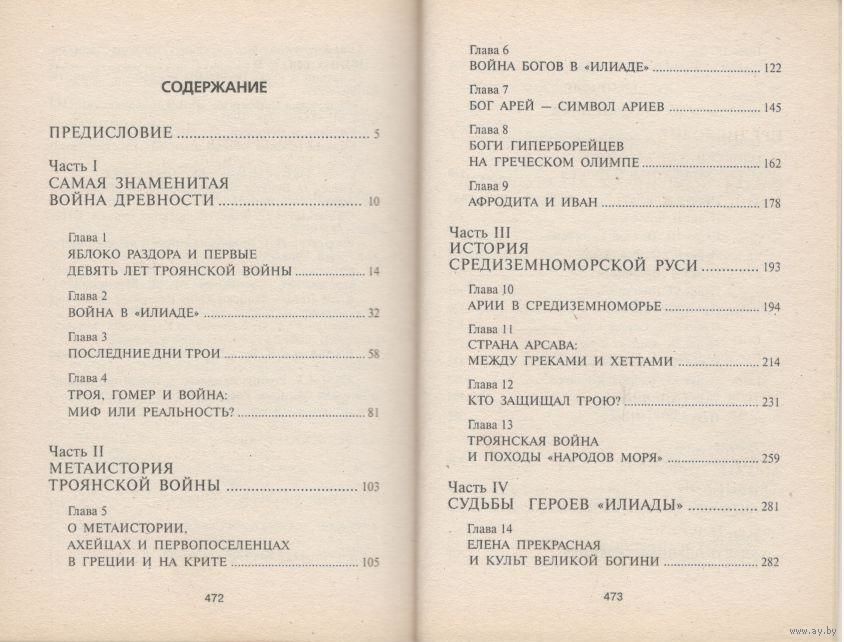 СОДЕРЖАНИЕ
ПРЕДИСЛОВИЕ ........ 5
Часть I
САМАЯ ЗНАМЕНИТАЯ
ВОЙНА ДРЕВНОСТИ ........ 10
Глава 1
ЯБЛОКО РАЗДОРА И ПЕРВЫЕ
ДЕВЯТЬ ЛЕТ ТРОЯНСКОЙ ВОЙНЫ ........ 14
Глава 2
ВОЙНА В «ИЛИАДЕ» ........ 32
Глава 3
ПОСЛЕДНИЕ ДНИ ТРОИ ........ 58
Глава 4
ТРОЯ, ГОМЕР И ВОЙНА:
МИФ ИЛИ РЕАЛЬНОСТЬ? ........ 81
Часть II
МЕТАИСТОРИЯ
ТРОЯНСКОЙ ВОЙНЫ ........ 103
Глава 5
О МЕТАИСТОРИИ,
АХЕЙЦАХ И ПЕРВОПОСЕЛЕНЦАХ
В ГРЕЦИИ И НА КРИТЕ ........ 105
472
Глава 6
ВОЙНА БОГОВ В «ИЛИАДЕ» ........ 122
Глава 7
БОГ АРЕЙ — СИМВОЛ АРИЕВ ........ 145
Глава 8
БОГИ ГИПЕРБОРЕЙЦЕВ
НА ГРЕЧЕСКОМ ОЛИМПЕ ........ 162
Глава 9
АФРОДИТА И ИВАН ........ 178
Часть III
ИСТОРИЯ
СРЕДИЗЕМНОМОРСКОЙ РУСИ ........ 193
Глава 10
АРИИ В СРЕДИЗЕМНОМОРЬЕ ........ 194
Глава 11
СТРАНА АРСАВА:
МЕЖДУ ГРЕКАМИ И ХЕТТАМИ ........ 214
Глава 12
КТО ЗАЩИЩАЛ ТРОЮ? ........ 231
Глава 13
ТРОЯНСКАЯ ВОЙНА
И ПОХОДЫ «НАРОДОВ МОРЯ» ........ 259
Часть IV
СУДЬБЫ ГЕРОЕВ «ИЛИАДЫ» ........ 281
Глава 14
ЕЛЕНА ПРЕКРАСНАЯ
И КУЛЬТ ВЕЛИКОЙ БОГИНИ ........ 282
473
www.ay.by